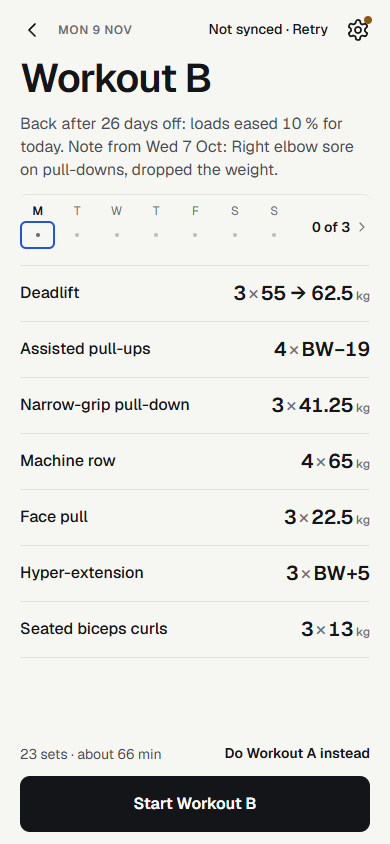 MON 9 NOV
Not synced · Retry
Workout B
Back after 26 days off: loads eased 10 % for
today. Note from Wed 7 Oct: Right elbow sore
on pull-downs, dropped the weight.
M T W T F S S
0 of 3
Deadlift 3×55 → 62.5 kg
Assisted pull-ups 4×BW−19
Narrow-grip pull-down 3×41.25 kg
Machine row 4×65 kg
Face pull 3×22.5 kg
Hyper-extension 3×BW+5
Seated biceps curls 3×13 kg
23 sets · about 66 min
Do Workout A instead
Start Workout B